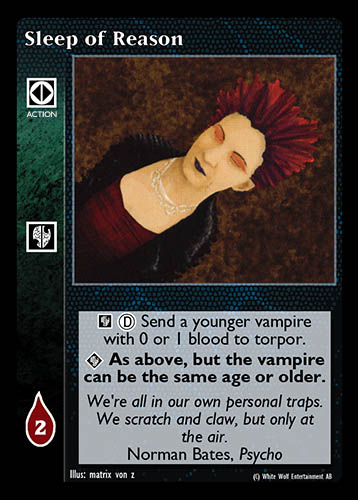 Sleep of Reason
ACTION
D Send a younger vampire
with 0 or 1 blood to torpor.
As above, but the vampire
can be the same age or older.
We're all in our own personal traps.
We scratch and claw, but only at
the air.
Norman Bates, Psycho
2
Illus: matrix von z
(C) White Wolf Entertainment AB